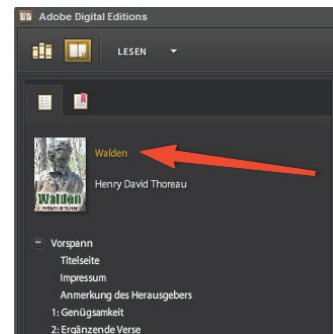 Adobe Digital Editions
LESEN
Walden
Henry David Thoreau
Walden
Vorspann
Titelseite
Impressum
Anmerkung des Herausgebers
1: Genügsamkeit
2: Ergänzende Verse